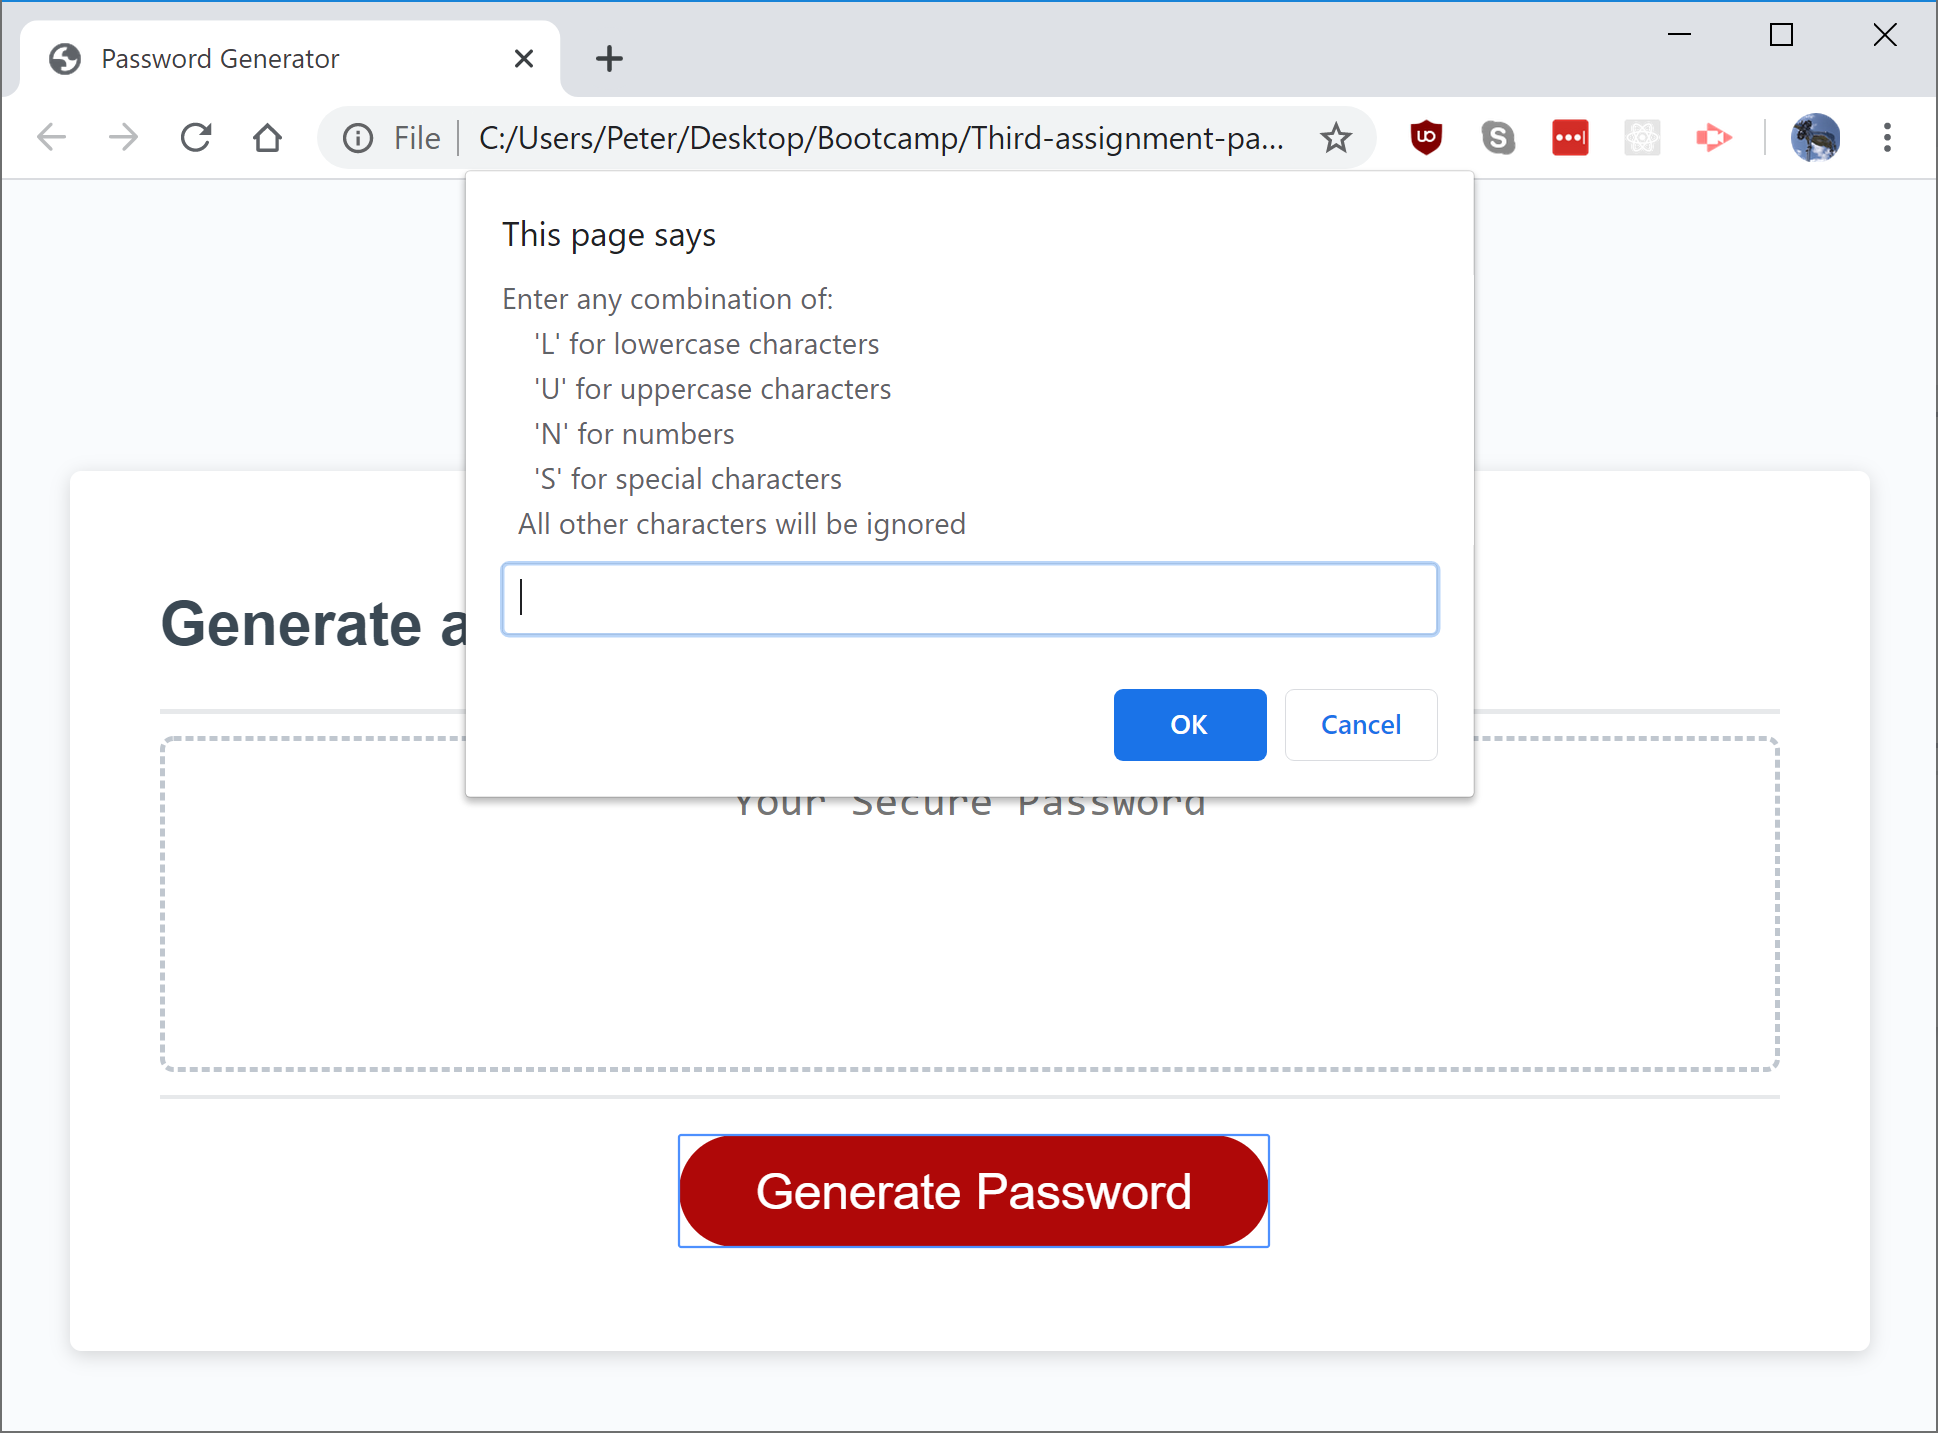 Password Generator
File
C:/Users/Peter/Desktop/Bootcamp/Third-assignment-pa...
This page says
Enter any combination of:
'L' for lowercase characters
'U' for uppercase characters
'N' for numbers
'S' for special characters
All other characters will be ignored
Generate a
OK Cancel
Your Secure Password
Generate Password